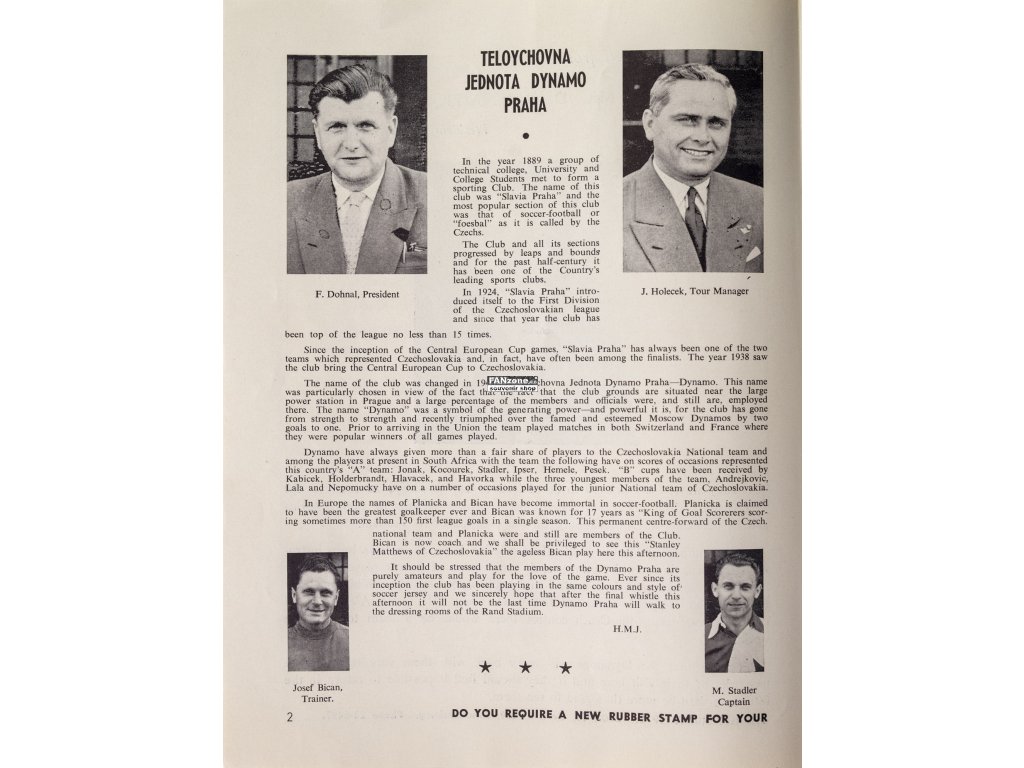 TELOYCHOVNA
JEDNOTA DYNAMO
PRAHA
In the year 1889 a group of
technical college, University and
College Students met to form a
sporting Club. The name of this
club was "Slavia Praha" and the
most popular section of this club
was that of soccer-football or
"foesbal" as it is called by the
Czechs.
The Club and all its sections
progressed by leaps and bounds
and for the past half-century it
has been one of the Country's
leading sports clubs.
In 1924, "Slavia Praha" intro-
duced itself to the First Division
of the Czechoslovakian league
and since that year the club has
F. Dohnal, President
J. Holecek, Tour Manager
been top of the league no less than 15 times.
Since the inception of the Central European Cup games, "Slavia Praha" has always been one of the two
teams which represented Czechoslovakia and, in fact, have often been among the finalists. The year 1938 saw
the club bring the Central European Cup to Czechoslovakia.
The name of the club was changed in Jednota Dynamo Praha—Dynamo. This name
FANzone
souvenir shop
was particularly chosen in view of the fact that the fact that the club grounds are situated near the large
power station in Prague and a large percentage of the members and officials were, and still are, employed
there. The name "Dynamo" was a symbol of the generating power—and powerful it is, for the club has gone
from strength to strength and recently triumphed over the famed and esteemed Moscow Dynamos by two
goals to one. Prior to arriving in the Union the team played matches in both Switzerland and France where
they were popular winners of all games played.
Dynamo have always given more than a fair share of players to the Czechoslovakia National team and
among the players at present in South Africa with the team the following have on scores of occasions represented
this country's "A" team: Jonak, Kocourek, Stadler, Ipser, Hemele, Pesek. "B" cups have been received by
Kabicek, Holderbrandt, Hlavacek, and Havorka while the three youngest members of the team, Andrejkovic,
Lala and Nepomucky have on a number of occasions played for the junior National team of Czechoslovakia.
In Europe the names of Planicka and Bican have become immortal in soccer-football. Planicka is claimed
to have been the greatest goalkeeper ever and Bican was known for 17 years as "King of Goal Scorerers scor-
ing sometimes more than 150 first league goals in a single season. This permanent centre-forward of the Czech.
national team and Planicka were and still are members of the Club.
Bican is now coach and we shall be privileged to see this "Stanley
Matthews of Czechoslovakia" the ageless Bican play here this afternoon.
It should be stressed that the members of the Dynamo Praha are
purely amateurs and play for the love of the game. Ever since its
inception the club has been playing in the same colours and style of
soccer jersey and we sincerely hope that after the final whistle this
afternoon it will not be the last time Dynamo Praha will walk to
the dressing rooms of the Rand Stadium.
H.M.J.
Josef Bican,
Trainer.
M. Stadler
Captain
2
DO YOU REQUIRE A NEW RUBBER STAMP FOR YOUR